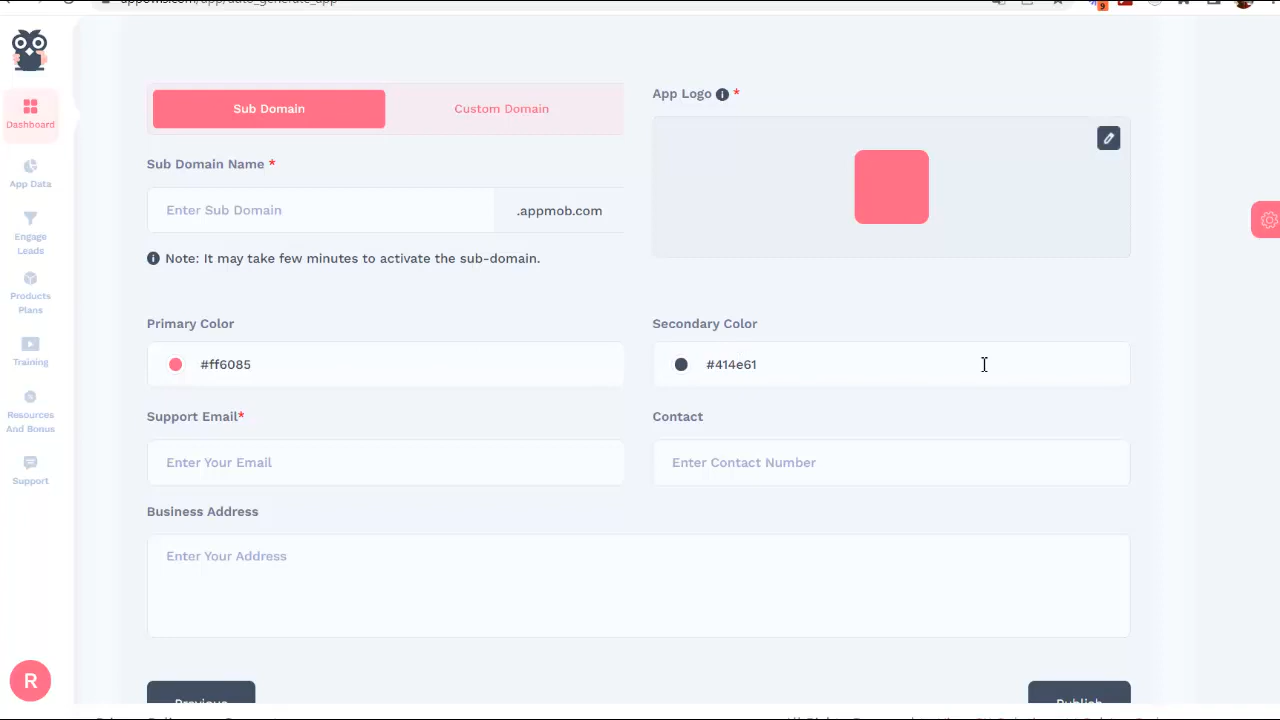 Dashboard
App Data
Engage
Leads
Products
Plans
Training
Resources
And Bonus
Support
R
9
Sub Domain
Custom Domain
Sub Domain Name *
Enter Sub Domain
.appmob.com
Note: It may take few minutes to activate the sub-domain.
App Logo *
Primary Color
#ff6085
Secondary Color
#414e61
Support Email*
Enter Your Email
Contact
Enter Contact Number
Business Address
Enter Your Address
Previous
Publish